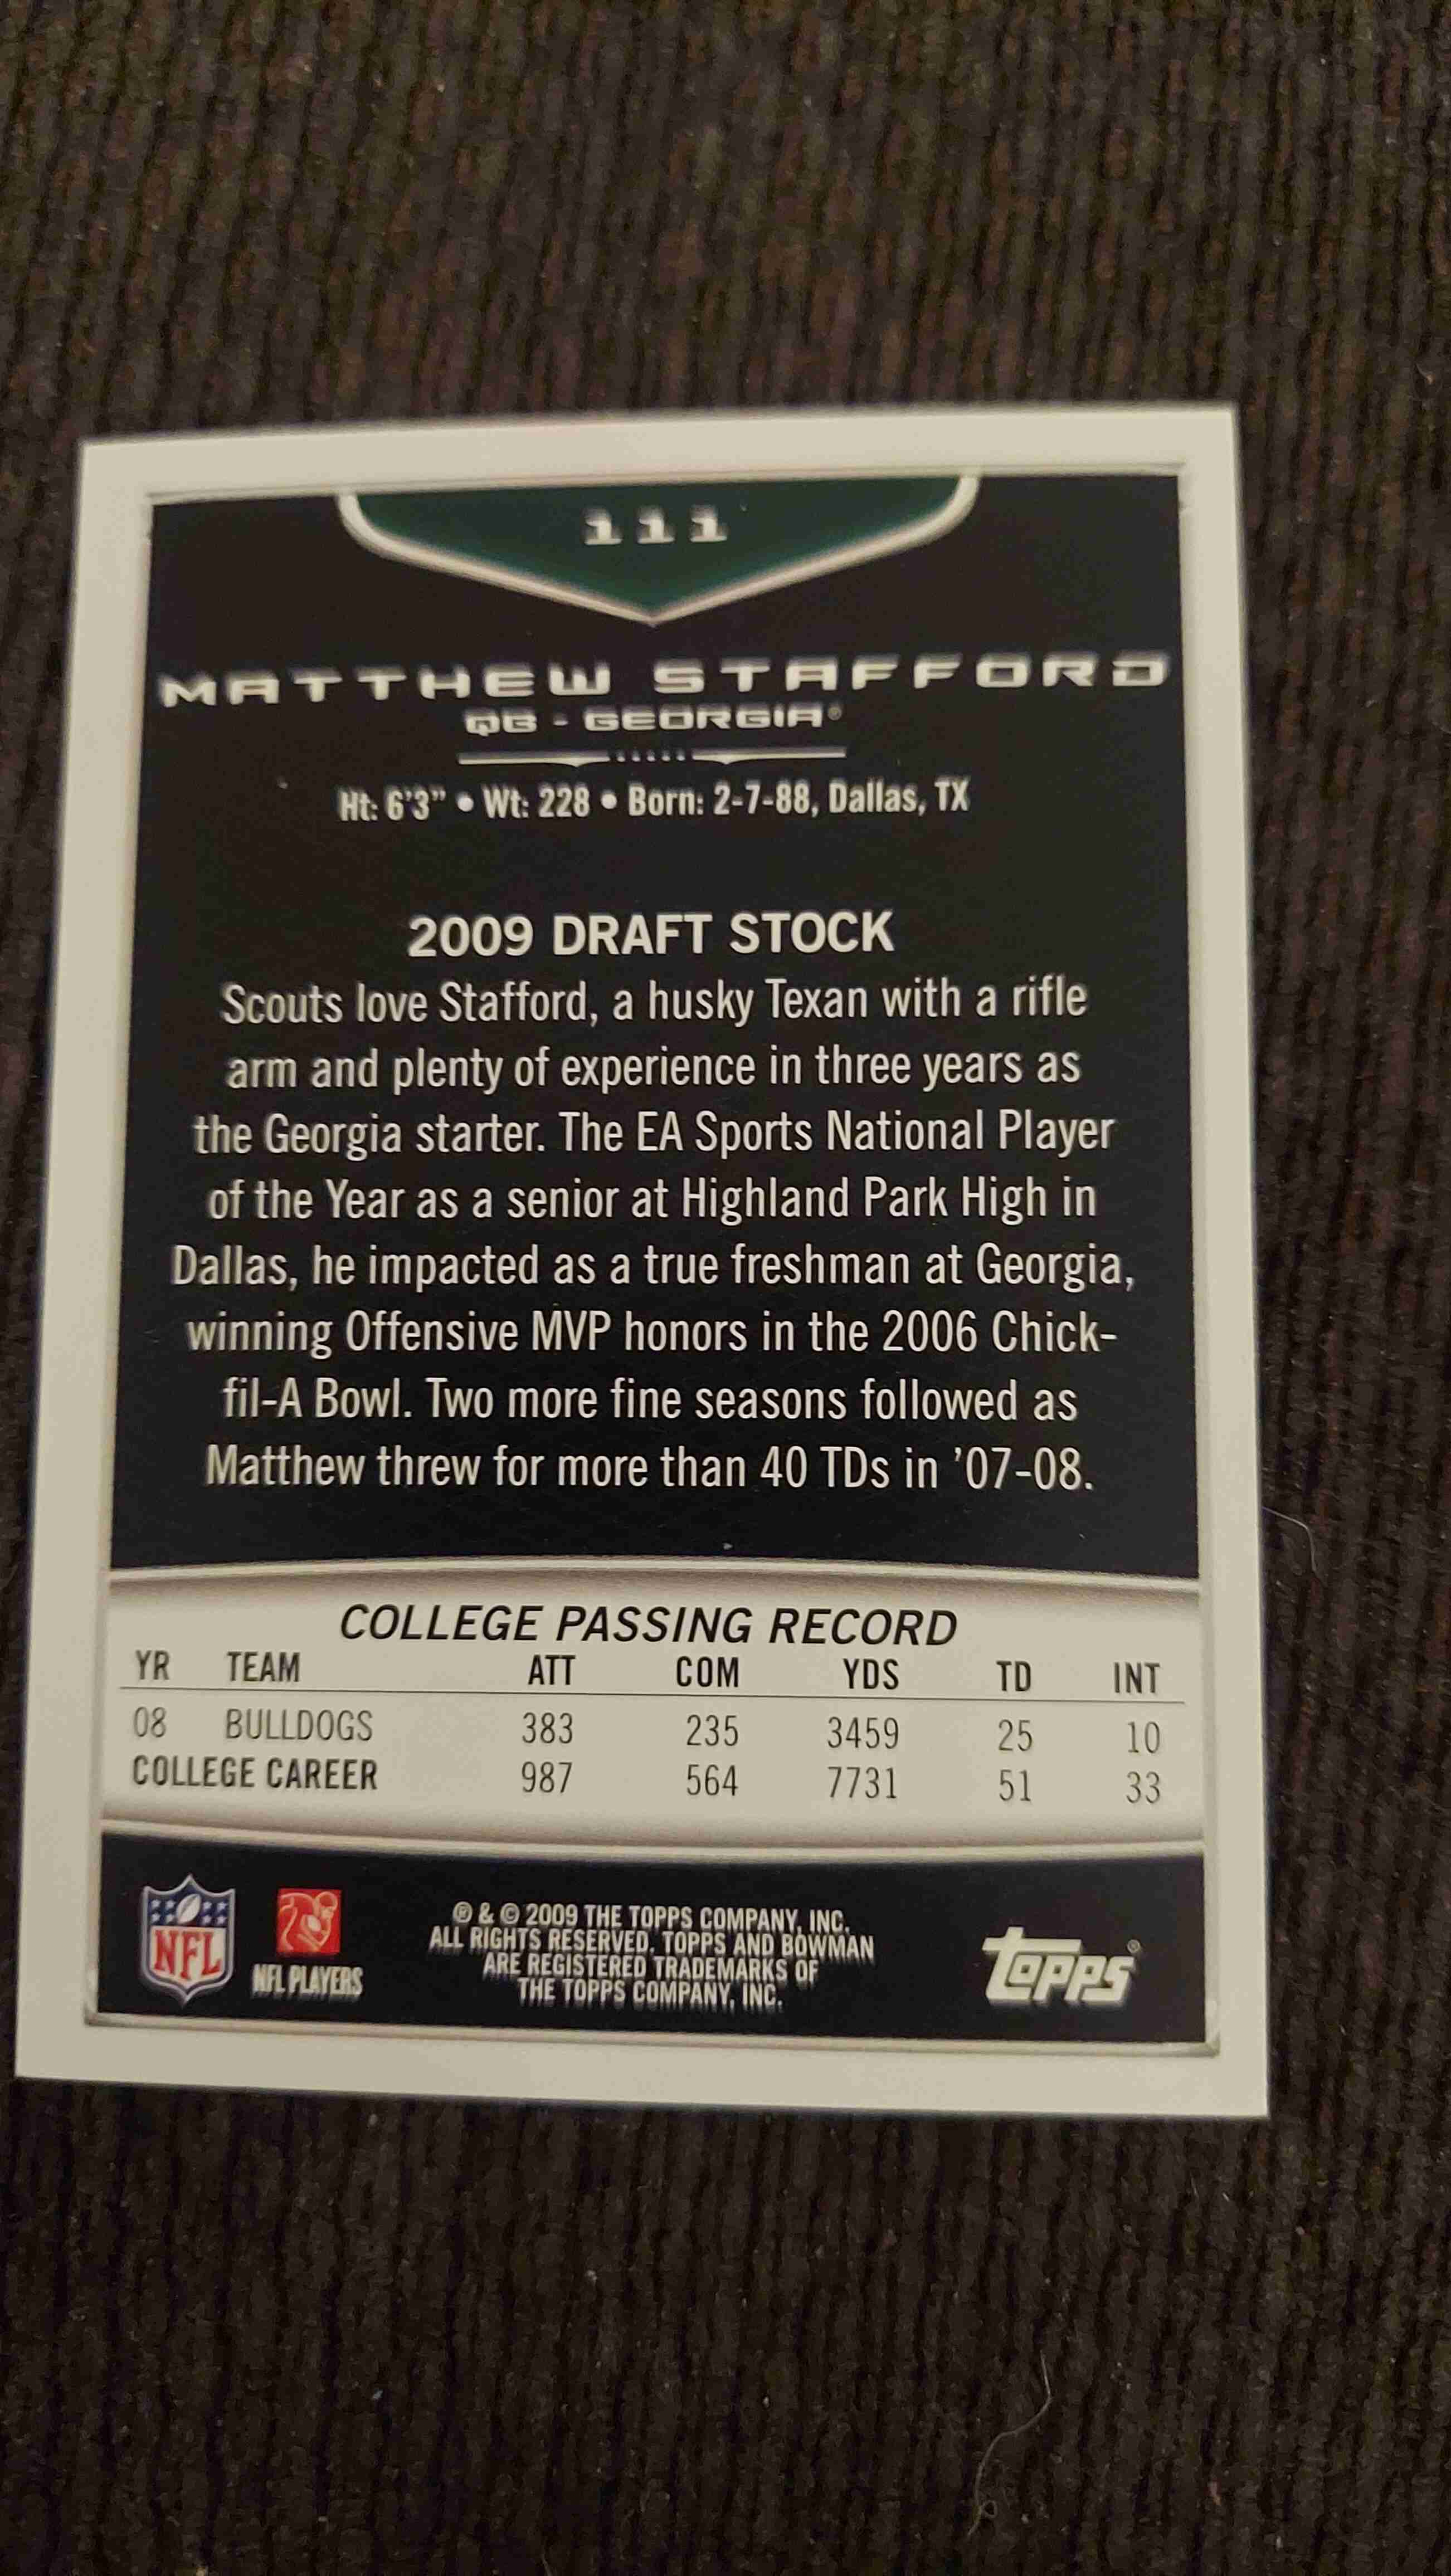 111
MATTHEW STAFFORD
QB - GEORGIA®
Ht: 6'3" • Wt: 228 • Born: 2-7-88, Dallas, TX
2009 DRAFT STOCK
Scouts love Stafford, a husky Texan with a rifle
arm and plenty of experience in three years as
the Georgia starter. The EA Sports National Player
of the Year as a senior at Highland Park High in
Dallas, he impacted as a true freshman at Georgia,
winning Offensive MVP honors in the 2006 Chick-
fil-A Bowl. Two more fine seasons followed as
Matthew threw for more than 40 TDs in '07-08.
COLLEGE PASSING RECORD
YR TEAM ATT COM YDS TD INT
08 BULLDOGS 383 235 3459 25 10
COLLEGE CAREER 987 564 7731 51 33
NFL
NFL PLAYERS
® & © 2009 THE TOPPS COMPANY, INC.
ALL RIGHTS RESERVED. TOPPS AND BOWMAN
ARE REGISTERED TRADEMARKS OF
THE TOPPS COMPANY, INC.
topps®